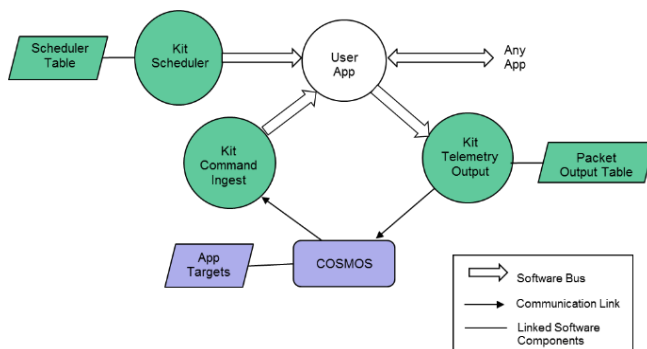 Scheduler
Table
Kit
Scheduler
User
App
Any
App
Kit
Command
Ingest
Kit
Telemetry
Output
Packet
Output Table
App
Targets
COSMOS
Software Bus
Communication Link
Linked Software
Components